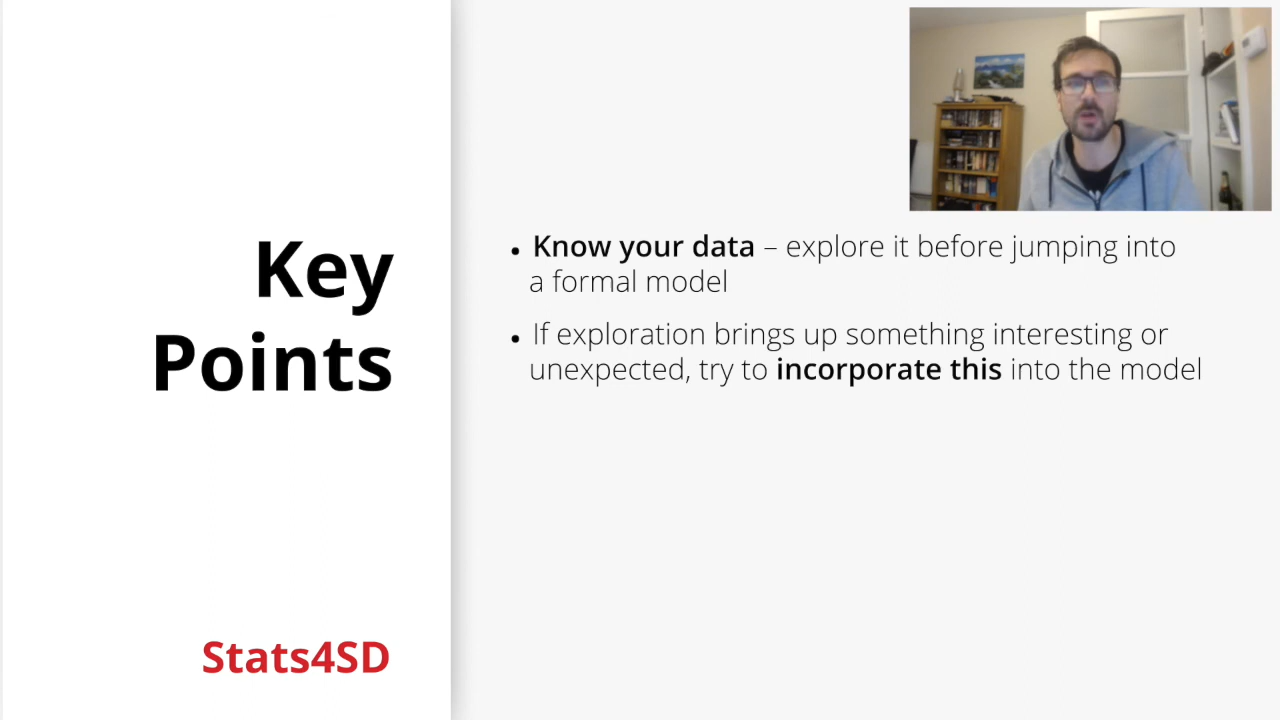 Key
Points
• Know your data – explore it before jumping into
a formal model
• If exploration brings up something interesting or
unexpected, try to incorporate this into the model
Stats4SD